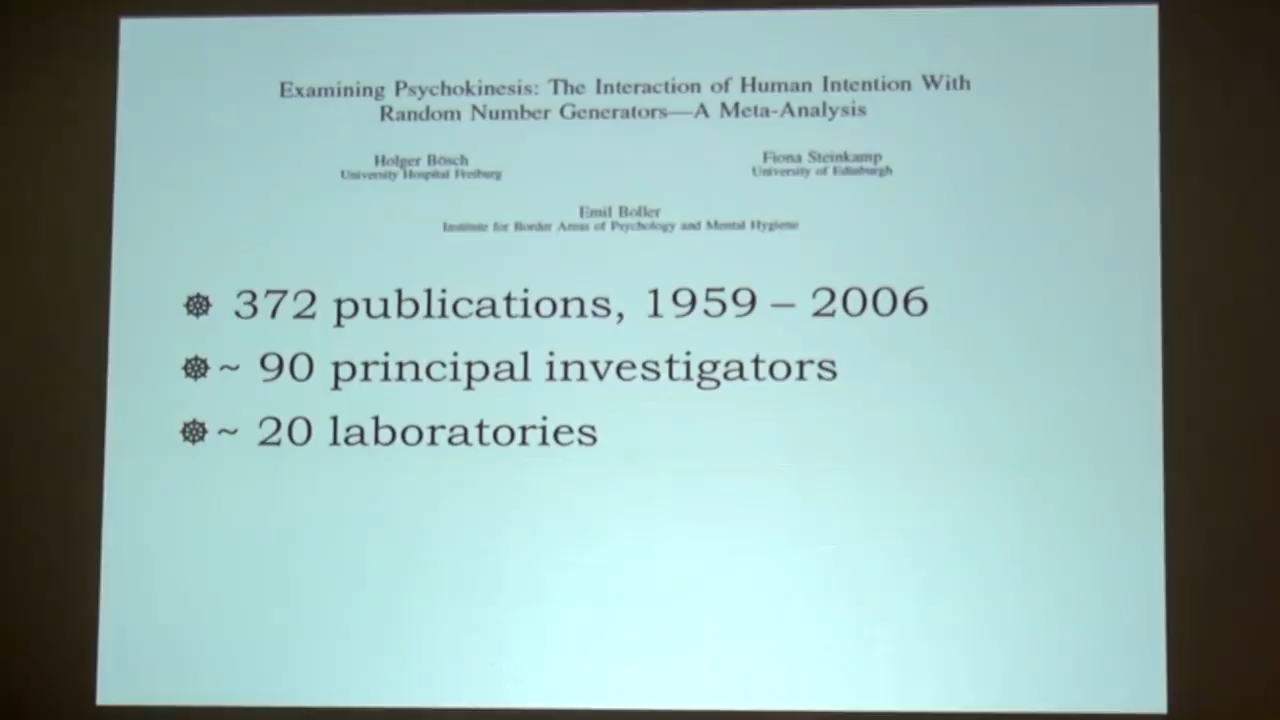 Examining Psychokinesis: The Interaction of Human Intention With
Random Number Generators—A Meta-Analysis
Holger Bösch
University Hospital Freiburg
Fiona Steinkamp
University of Edinburgh
Emil Boller
Institute for Border Areas of Psychology and Mental Hygiene
372 publications, 1959 – 2006
~ 90 principal investigators
~ 20 laboratories